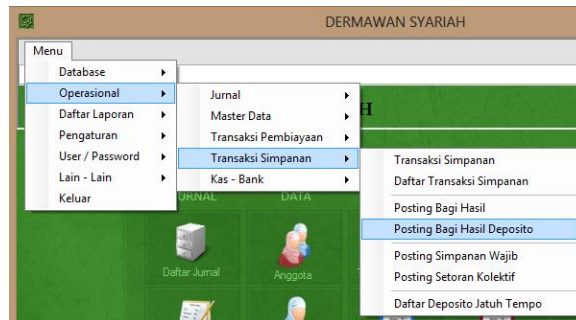 DERMAWAN SYARIAH
Menu
Database
Operasional
Daftar Laporan
Pengaturan
User / Password
Lain - Lain
Keluar
Jurnal
Master Data
Transaksi Pembiayaan
Transaksi Simpanan
Kas - Bank
Transaksi Simpanan
Daftar Transaksi Simpanan
Posting Bagi Hasil
Posting Bagi Hasil Deposito
Posting Simpanan Wajib
Posting Setoran Kolektif
Daftar Deposito Jatuh Tempo
H
JURNAL
DATA
Daftar Jurnal
Anggota